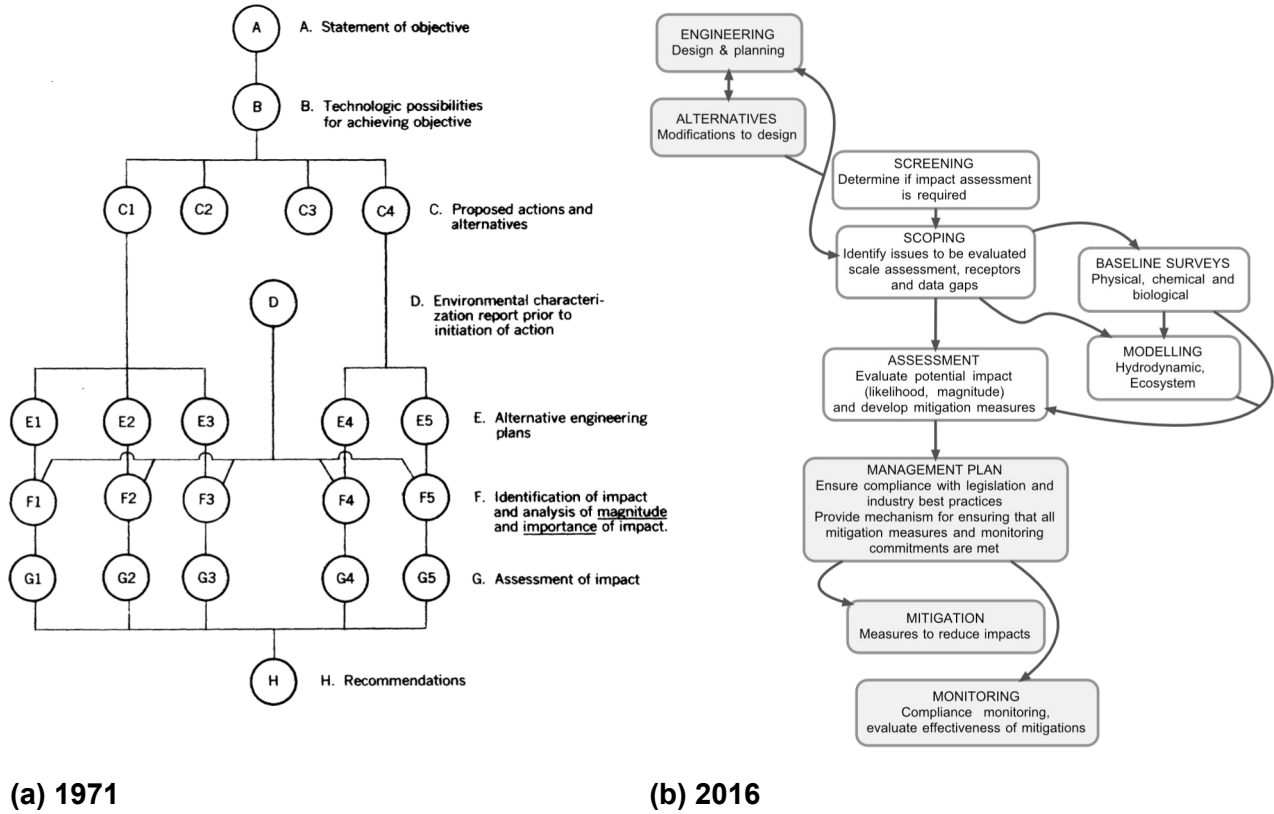 A
A. Statement of objective
B
B. Technologic possibilities
for achieving objective
C1
C2
C3
C4
C. Proposed actions and
alternatives
D
D. Environmental characteri-
zation report prior to
initiation of action
E1
E2
E3
E4
E5
E. Alternative engineering
plans
F1
F2
F3
F4
F5
F. Identification of impact
and analysis of magnitude
and importance of impact.
G1
G2
G3
G4
G5
G. Assessment of impact
H
H. Recommendations
(a) 1971
ENGINEERING
Design & planning
ALTERNATIVES
Modifications to design
SCREENING
Determine if impact assessment
is required
SCOPING
Identify issues to be evaluated
scale assessment, receptors
and data gaps
BASELINE SURVEYS
Physical, chemical and
biological
MODELLING
Hydrodynamic,
Ecosystem
ASSESSMENT
Evaluate potential impact
(likelihood, magnitude)
and develop mitigation measures
MANAGEMENT PLAN
Ensure compliance with legislation and
industry best practices
Provide mechanism for ensuring that all
mitigation measures and monitoring
commitments are met
MITIGATION
Measures to reduce impacts
MONITORING
Compliance monitoring,
evaluate effectiveness of mitigations
(b) 2016